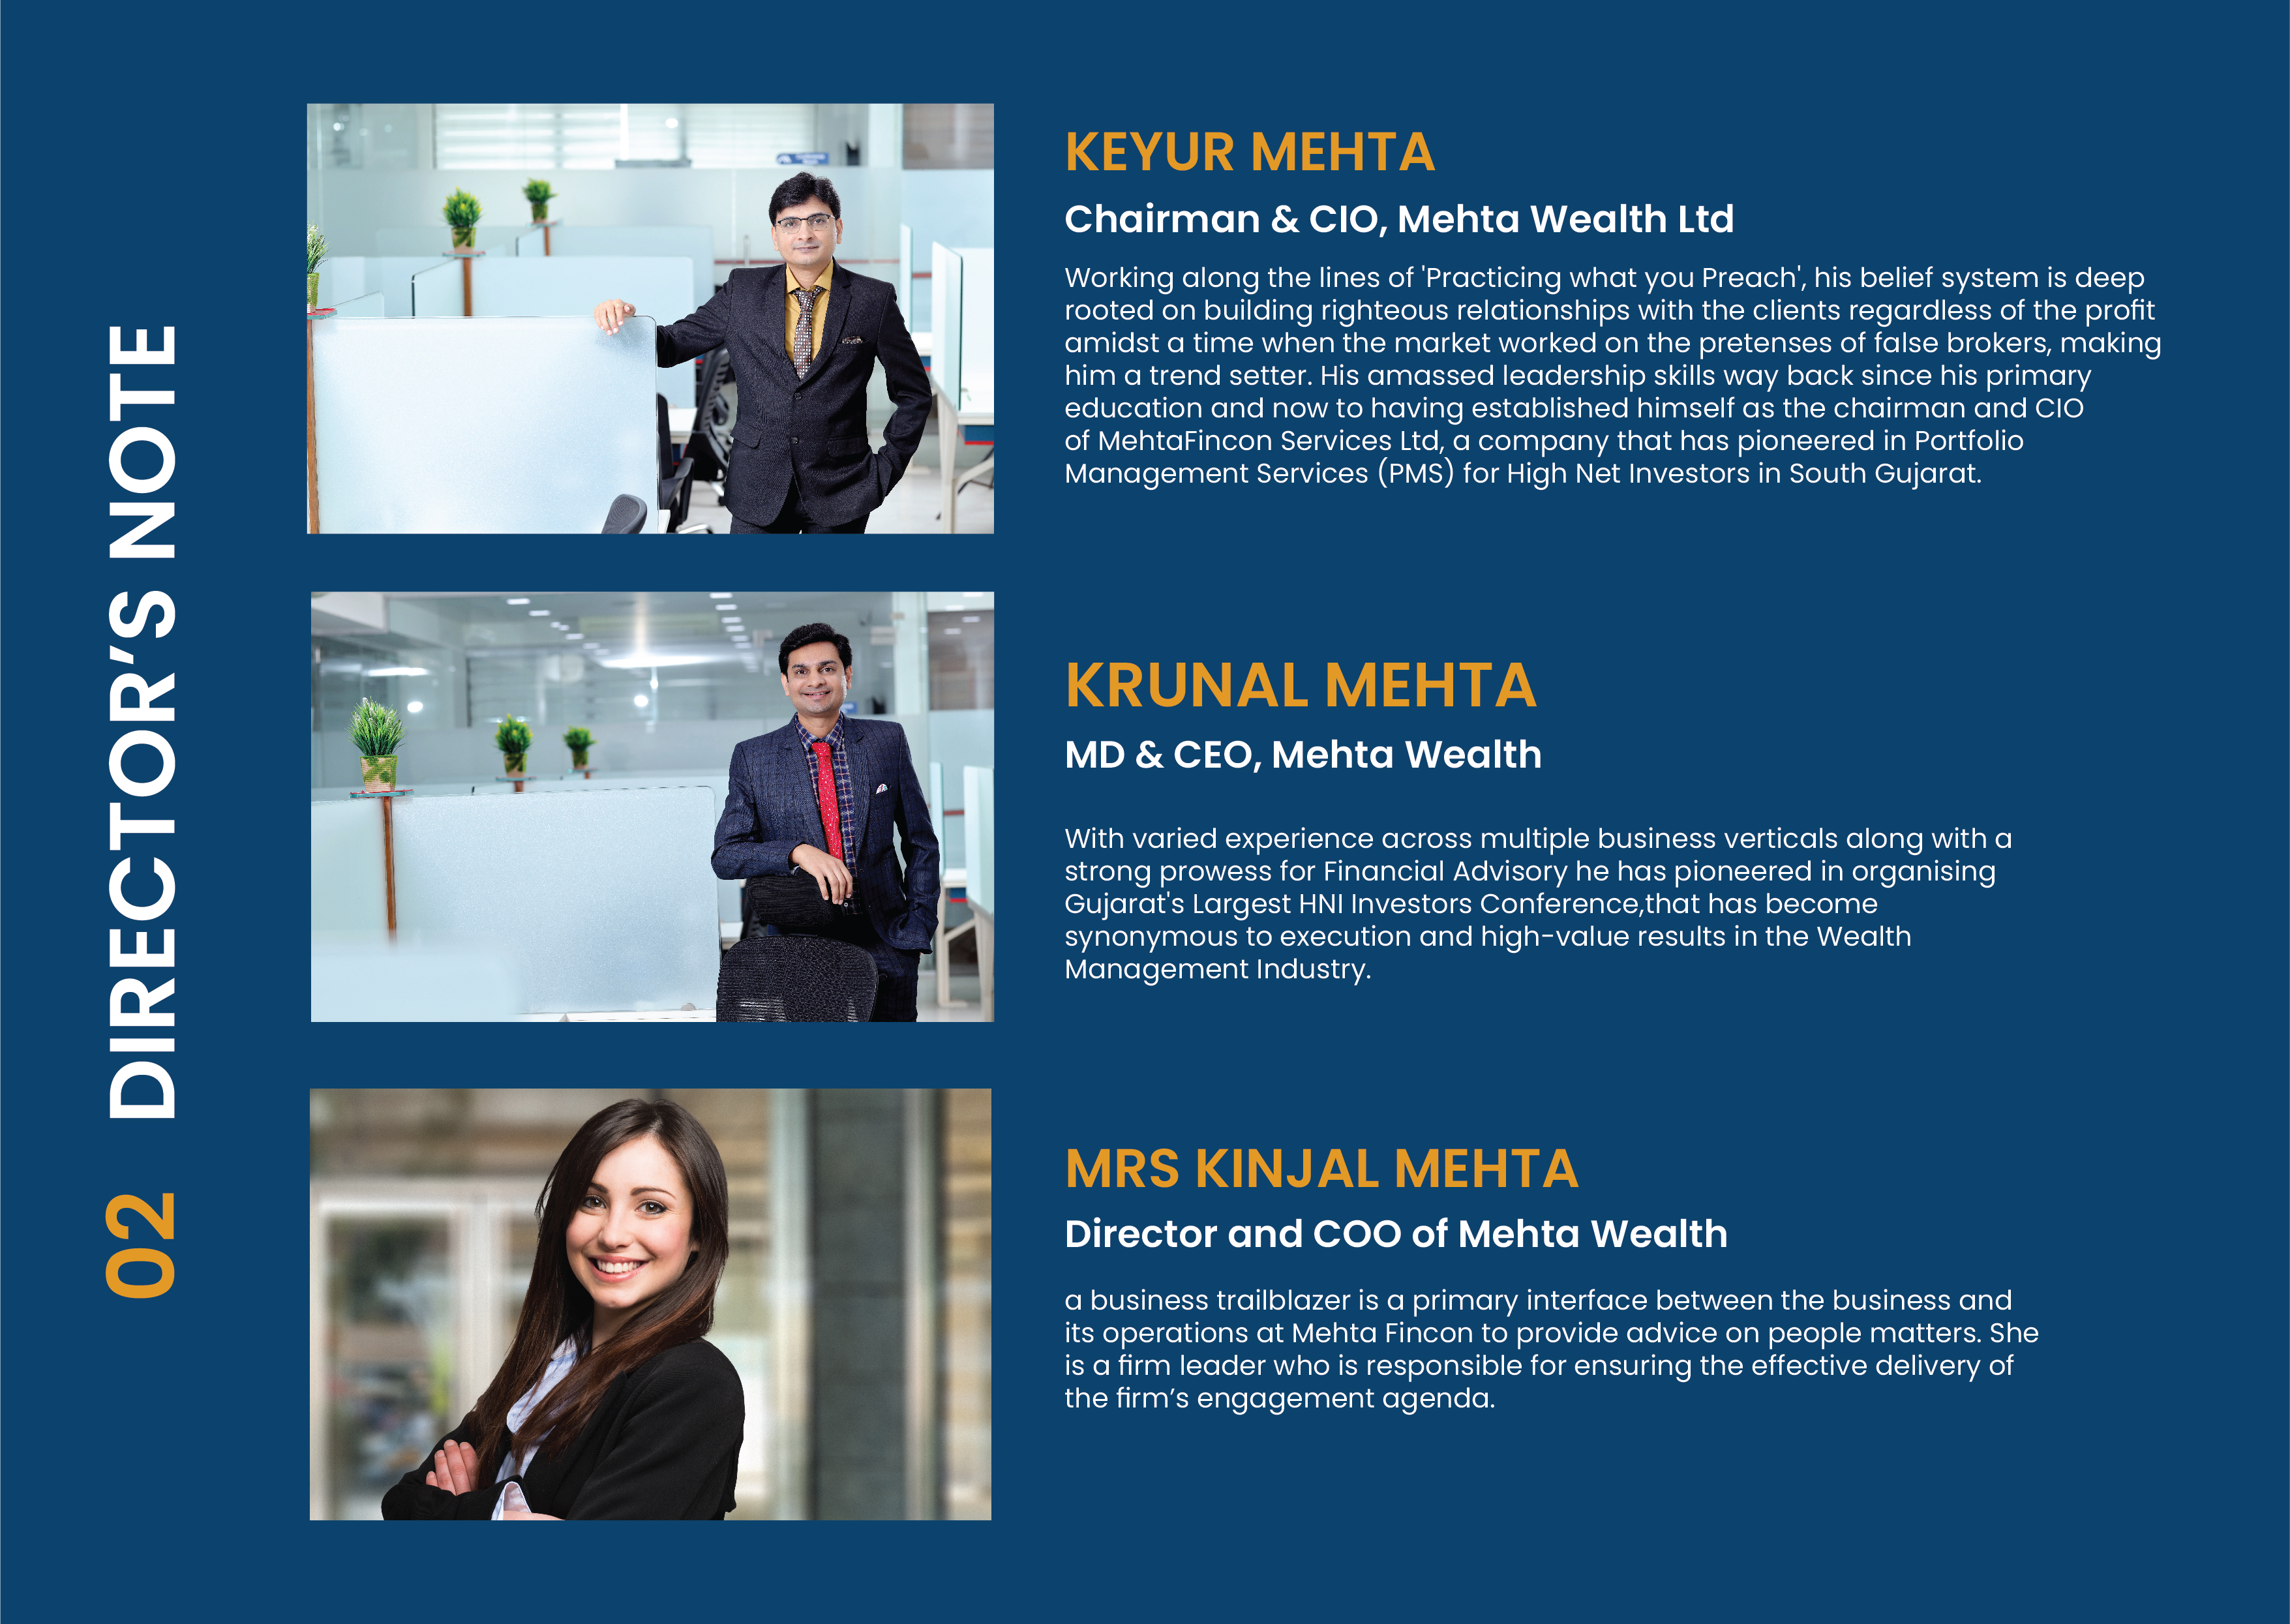 02 DIRECTOR'S NOTE
KEYUR MEHTA
Chairman & CIO, Mehta Wealth Ltd
Working along the lines of 'Practicing what you Preach', his belief system is deep
rooted on building righteous relationships with the clients regardless of the profit
amidst a time when the market worked on the pretenses of false brokers, making
him a trend setter. His amassed leadership skills way back since his primary
education and now to having established himself as the chairman and CIO
of MehtaFincon Services Ltd, a company that has pioneered in Portfolio
Management Services (PMS) for High Net Investors in South Gujarat.
KRUNAL MEHTA
MD & CEO, Mehta Wealth
With varied experience across multiple business verticals along with a
strong prowess for Financial Advisory he has pioneered in organising
Gujarat's Largest HNI Investors Conference,that has become
synonymous to execution and high-value results in the Wealth
Management Industry.
MRS KINJAL MEHTA
Director and COO of Mehta Wealth
a business trailblazer is a primary interface between the business and
its operations at Mehta Fincon to provide advice on people matters. She
is a firm leader who is responsible for ensuring the effective delivery of
the firm’s engagement agenda.